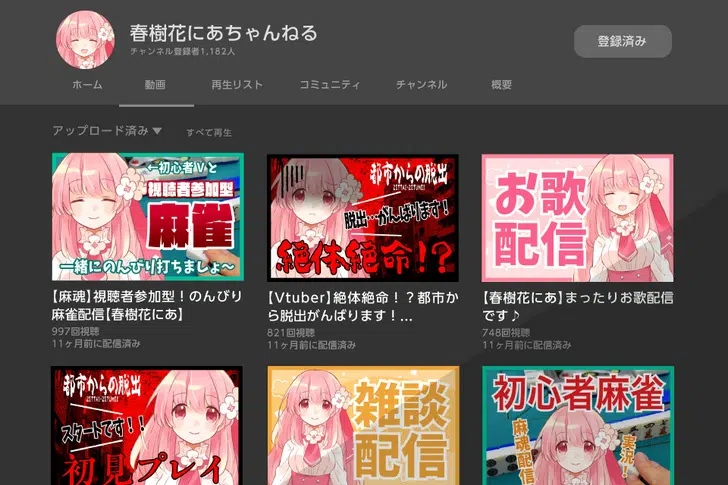 春樹花にあちゃんねる
チャンネル登録者1,182人
登録済み
ホーム
動画
再生リスト
コミュニティ
チャンネル
概要
アップロード済み ▼
すべて再生
←初心者Vと
視聴者参加型
麻雀
一緒にのんびり打ちましょ〜
【麻魂】視聴者参加型！のんびり
麻雀配信【春樹花にあ】
997回視聴
11ヶ月前に配信済み
都市からの脱出
ZETTAI-ZETUMEI
脱出…がんばります！
絶体絶命!?
【Vtuber】絶体絶命！？都市か
ら脱出がんばります！...
821回視聴
11ヶ月前に配信済み
お歌
配信
【春樹花にあ】まったりお歌配信
です♪
748回視聴
11ヶ月前に配信済み
都市からの脱出
ZETTAI-ZETUMEI
スタートです！！
初見プレイ
雑談
配信
初心者麻雀
麻魂配信
実況！